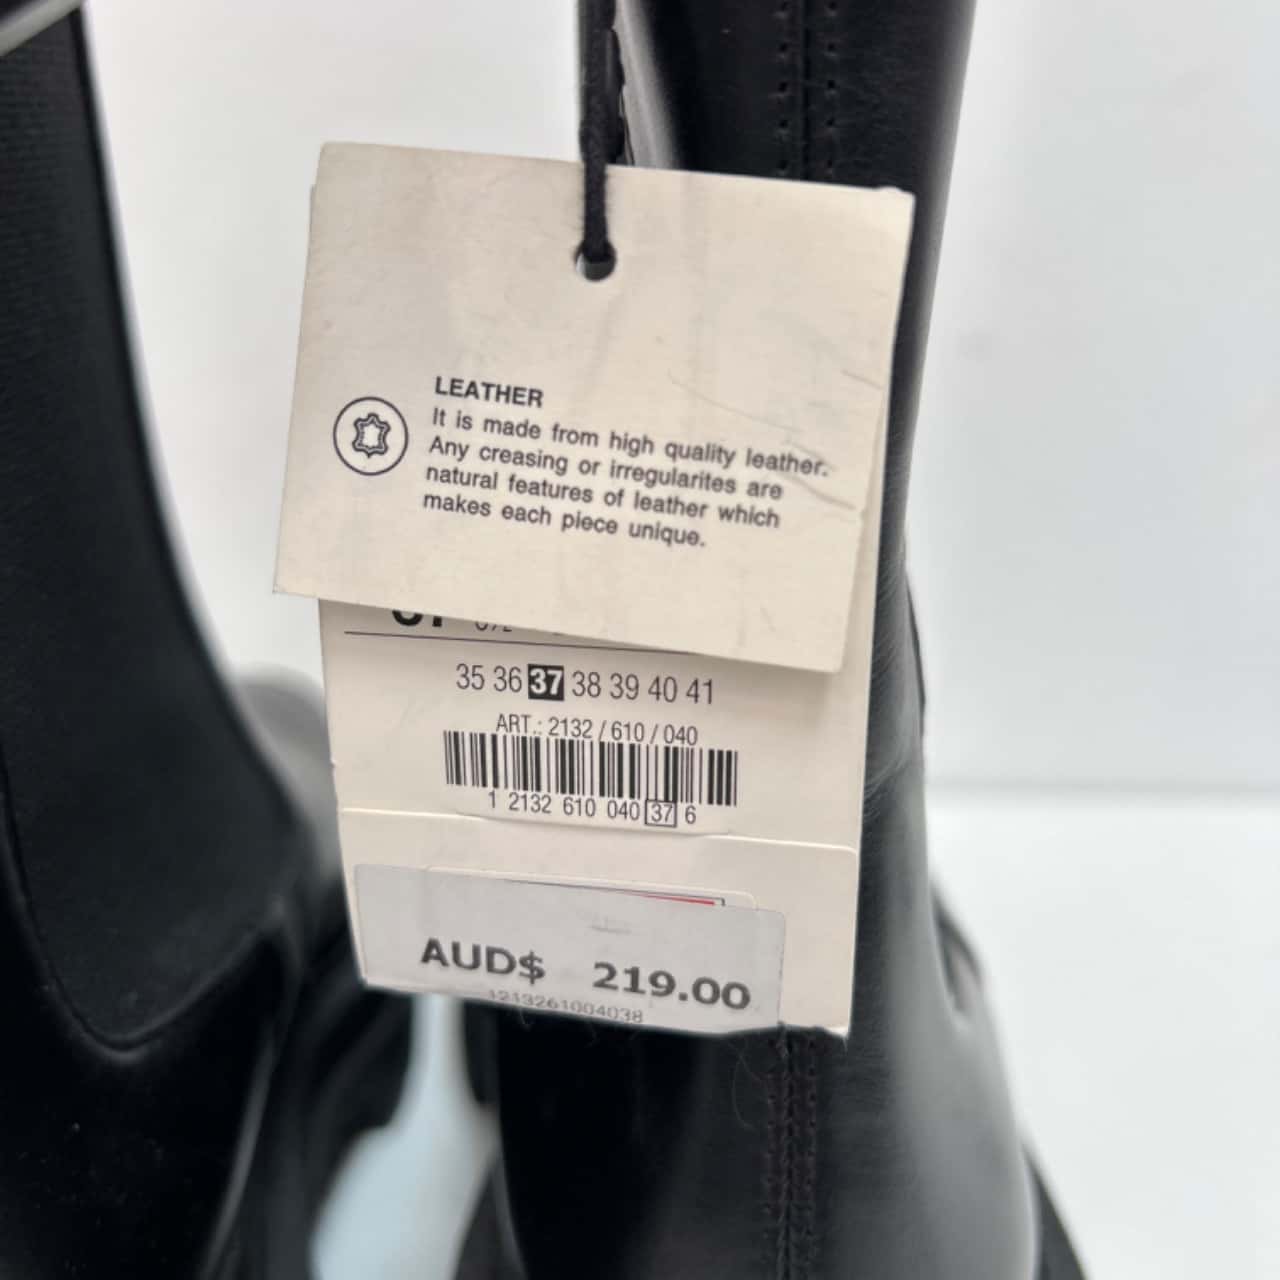 LEATHER
It is made from high quality leather.
Any creasing or irregularites are
natural features of leather which
makes each piece unique.
35 36 37 38 39 40 41
ART.: 2132 / 610 / 040
1 2132 610 040 37 6
AUD$ 219.00
1213261004038